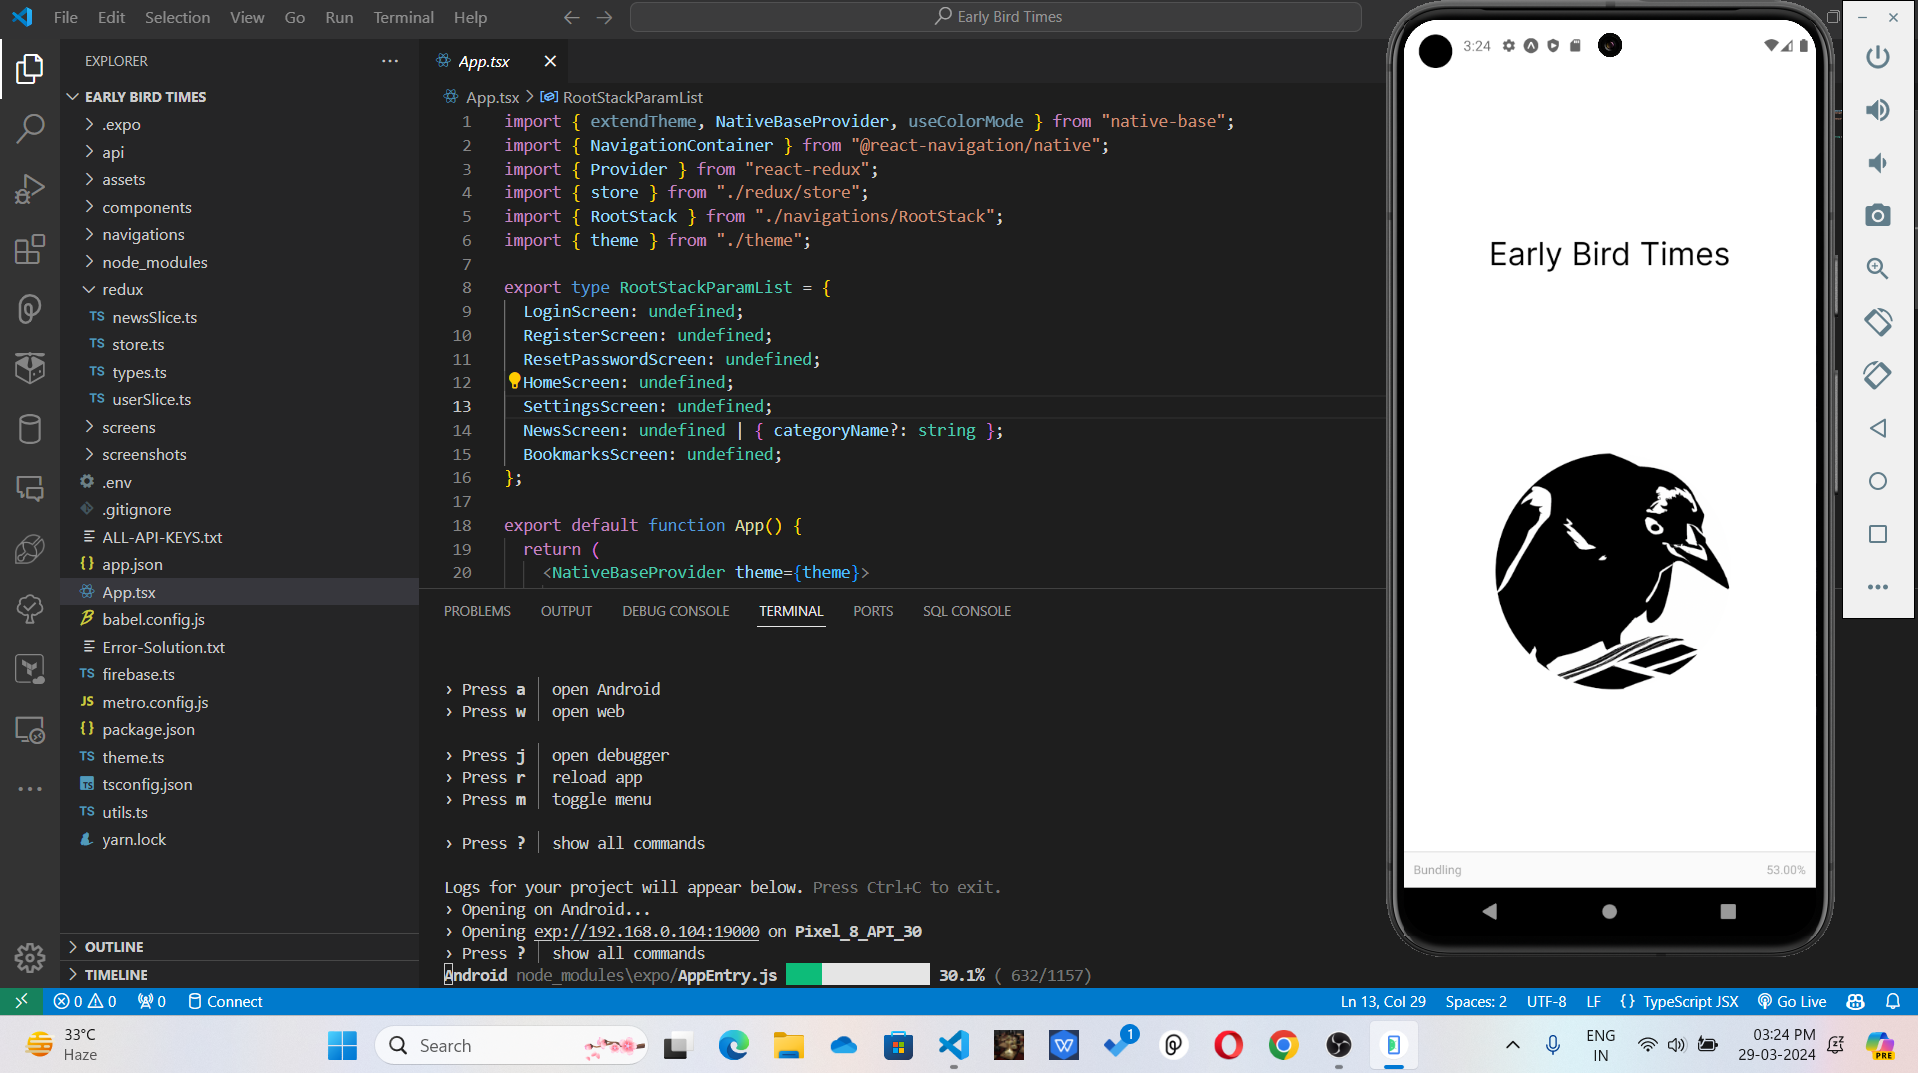 File Edit Selection View Go Run Terminal Help
Early Bird Times
EXPLORER
EARLY BIRD TIMES
.expo
api
assets
components
navigations
node_modules
redux
TS newsSlice.ts
TS store.ts
TS types.ts
TS userSlice.ts
screens
screenshots
.env
.gitignore
ALL-API-KEYS.txt
{} app.json
App.tsx
babel.config.js
Error-Solution.txt
TS firebase.ts
JS metro.config.js
{} package.json
TS theme.ts
TS tsconfig.json
TS utils.ts
yarn.lock
OUTLINE
TIMELINE
App.tsx
App.tsx > RootStackParamList
1 import { extendTheme, NativeBaseProvider, useColorMode } from "native-base";
2 import { NavigationContainer } from "@react-navigation/native";
3 import { Provider } from "react-redux";
4 import { store } from "./redux/store";
5 import { RootStack } from "./navigations/RootStack";
6 import { theme } from "./theme";
7
8 export type RootStackParamList = {
9 LoginScreen: undefined;
10 RegisterScreen: undefined;
11 ResetPasswordScreen: undefined;
12 HomeScreen: undefined;
13 SettingsScreen: undefined;
14 NewsScreen: undefined | { categoryName?: string };
15 BookmarksScreen: undefined;
16 };
17
18 export default function App() {
19 return (
20 <NativeBaseProvider theme={theme}>
PROBLEMS OUTPUT DEBUG CONSOLE TERMINAL PORTS SQL CONSOLE
› Press a │ open Android
› Press w │ open web
› Press j │ open debugger
› Press r │ reload app
› Press m │ toggle menu
› Press ? │ show all commands
Logs for your project will appear below. Press Ctrl+C to exit.
› Opening on Android...
› Opening exp://192.168.0.104:19000 on Pixel_8_API_30
› Press ? │ show all commands
Android node_modules\expo/AppEntry.js 30.1% ( 632/1157)
3:24
Early Bird Times
Bundling 53.00%
0 0 0 Connect
Ln 13, Col 29 Spaces: 2 UTF-8 LF {} TypeScript JSX Go Live
33°C
Haze
Search
1
ENG
IN
03:24 PM
29-03-2024
PRE